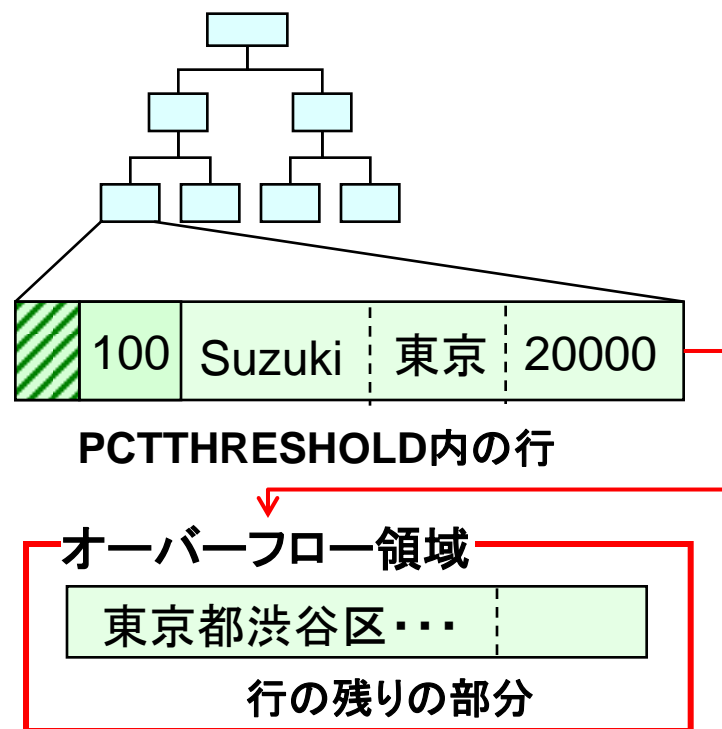 100 Suzuki 東京 20000
PCTTHRESHOLD内の行
オーバーフロー領域
東京都渋谷区・・・
行の残りの部分